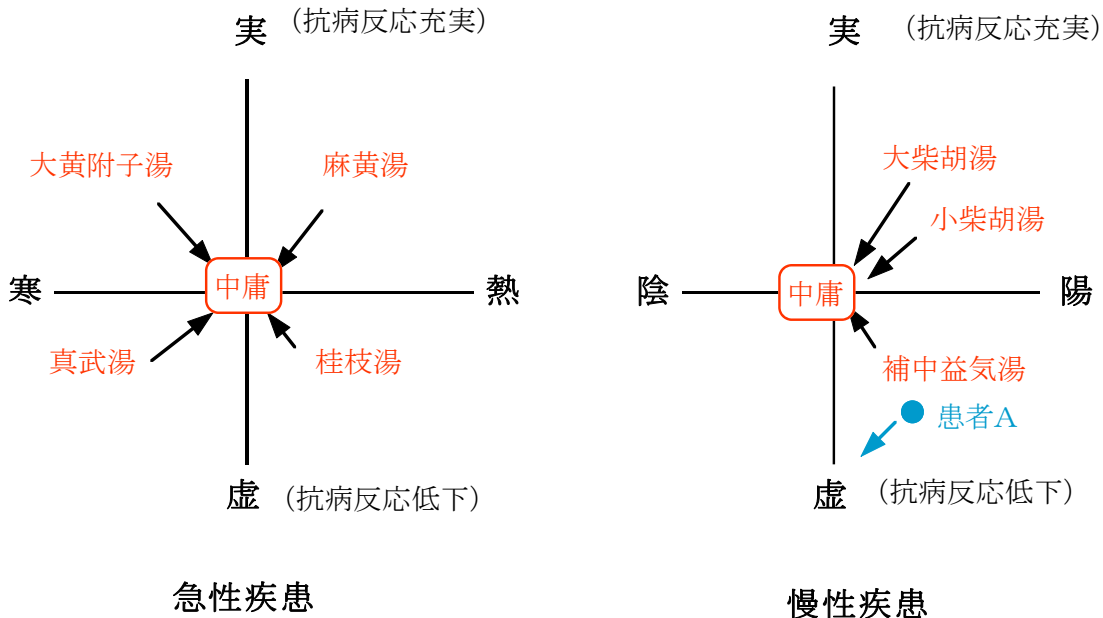 実 (抗病反応充実)
大黄附子湯
麻黄湯
寒
中庸
熱
真武湯
桂枝湯
虚 (抗病反応低下)
急性疾患
実 (抗病反応充実)
大柴胡湯
小柴胡湯
陰
中庸
陽
補中益気湯
患者A
虚 (抗病反応低下)
慢性疾患